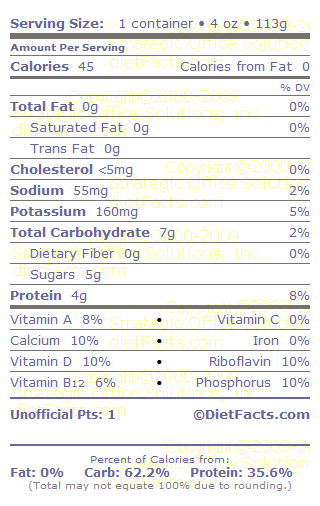 Serving Size: 1 container • 4 oz • 113g
Amount Per Serving
Calories 45 Calories from Fat 0
% DV
Total Fat 0g 0%
Saturated Fat 0g 0%
Trans Fat 0g
Cholesterol <5mg 0%
Sodium 55mg 2%
Potassium 160mg 5%
Total Carbohydrate 7g 2%
Dietary Fiber 0g 0%
Sugars 5g
Protein 4g 8%
Vitamin A 8% • Vitamin C 0%
Calcium 10% • Iron 0%
Vitamin D 10% • Riboflavin 10%
Vitamin B12 6% • Phosphorus 10%
Unofficial Pts: 1 ©DietFacts.com
Percent of Calories from:
Fat: 0% Carb: 62.2% Protein: 35.6%
(Total may not equate 100% due to rounding.)